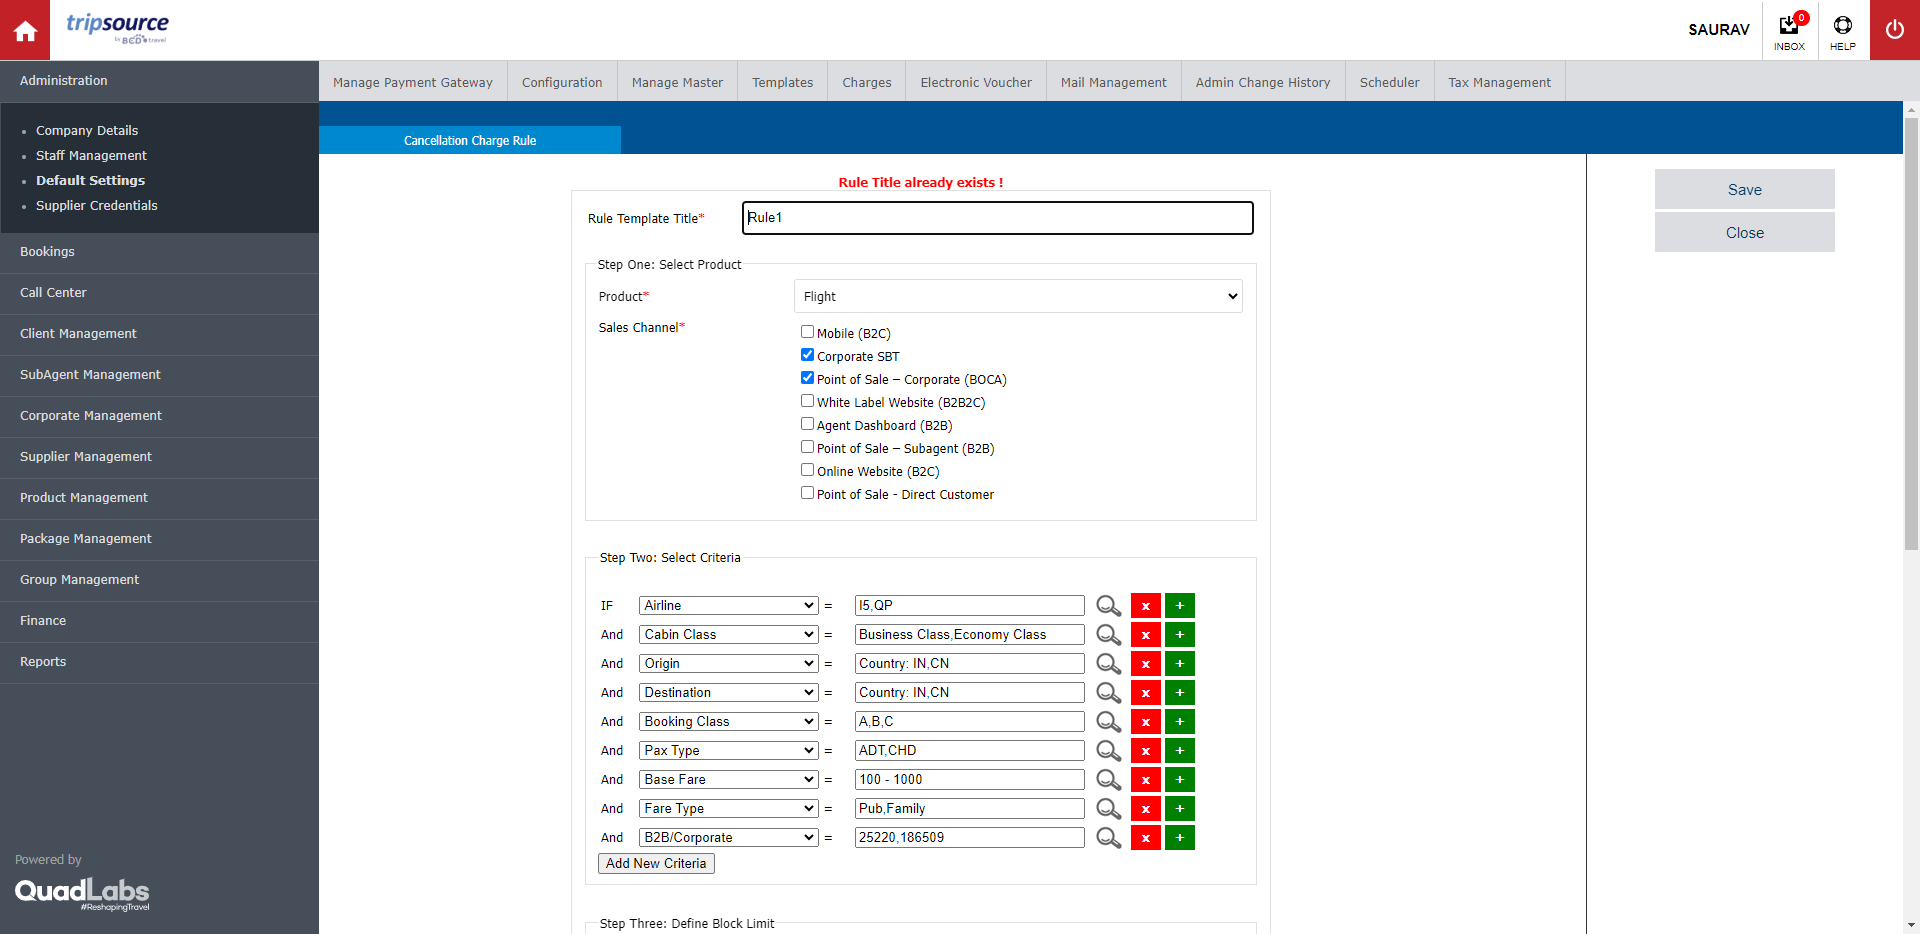 tripsource
by BCD travel
SAURAV
0
INBOX
HELP
Administration
Company Details
Staff Management
Default Settings
Supplier Credentials
Bookings
Call Center
Client Management
SubAgent Management
Corporate Management
Supplier Management
Product Management
Package Management
Group Management
Finance
Reports
Powered by
QuadLabs
#ReshapingTravel
Manage Payment Gateway
Configuration
Manage Master
Templates
Charges
Electronic Voucher
Mail Management
Admin Change History
Scheduler
Tax Management
Cancellation Charge Rule
Rule Title already exists !
Rule Template Title* Rule1
Step One: Select Product
Product* Flight
Sales Channel*
Mobile (B2C)
Corporate SBT
Point of Sale – Corporate (BOCA)
White Label Website (B2B2C)
Agent Dashboard (B2B)
Point of Sale – Subagent (B2B)
Online Website (B2C)
Point of Sale - Direct Customer
Step Two: Select Criteria
IF Airline = I5,QP x +
And Cabin Class = Business Class,Economy Class x +
And Origin = Country: IN,CN x +
And Destination = Country: IN,CN x +
And Booking Class = A,B,C x +
And Pax Type = ADT,CHD x +
And Base Fare = 100 - 1000 x +
And Fare Type = Pub,Family x +
And B2B/Corporate = 25220,186509 x +
Add New Criteria
Step Three: Define Block Limit
Save
Close